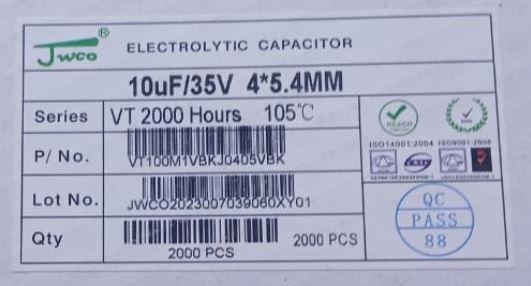 Jwco ®
ELECTROLYTIC CAPACITOR
10uF/35V 4*5.4MM
Series VT 2000 Hours 105℃
P/ No. VT100M1VBKJ0405VBK
REACH
ISO14001:2004 ISO9001:2008
Lot No. JWCO2023007039060XY01
Qty 2000 PCS 2000 PCS
QC
PASS
88